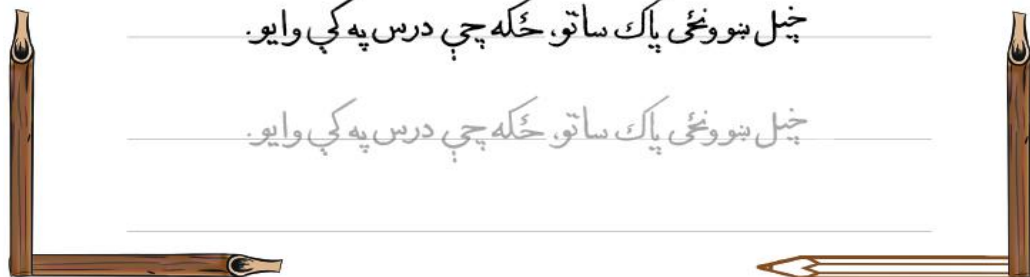 خپل ښوونځی پاک ساتو، ځکه چې درس په کې وایو.
خپل ښوونځی پاک ساتو، ځکه چې درس په کې وایو.